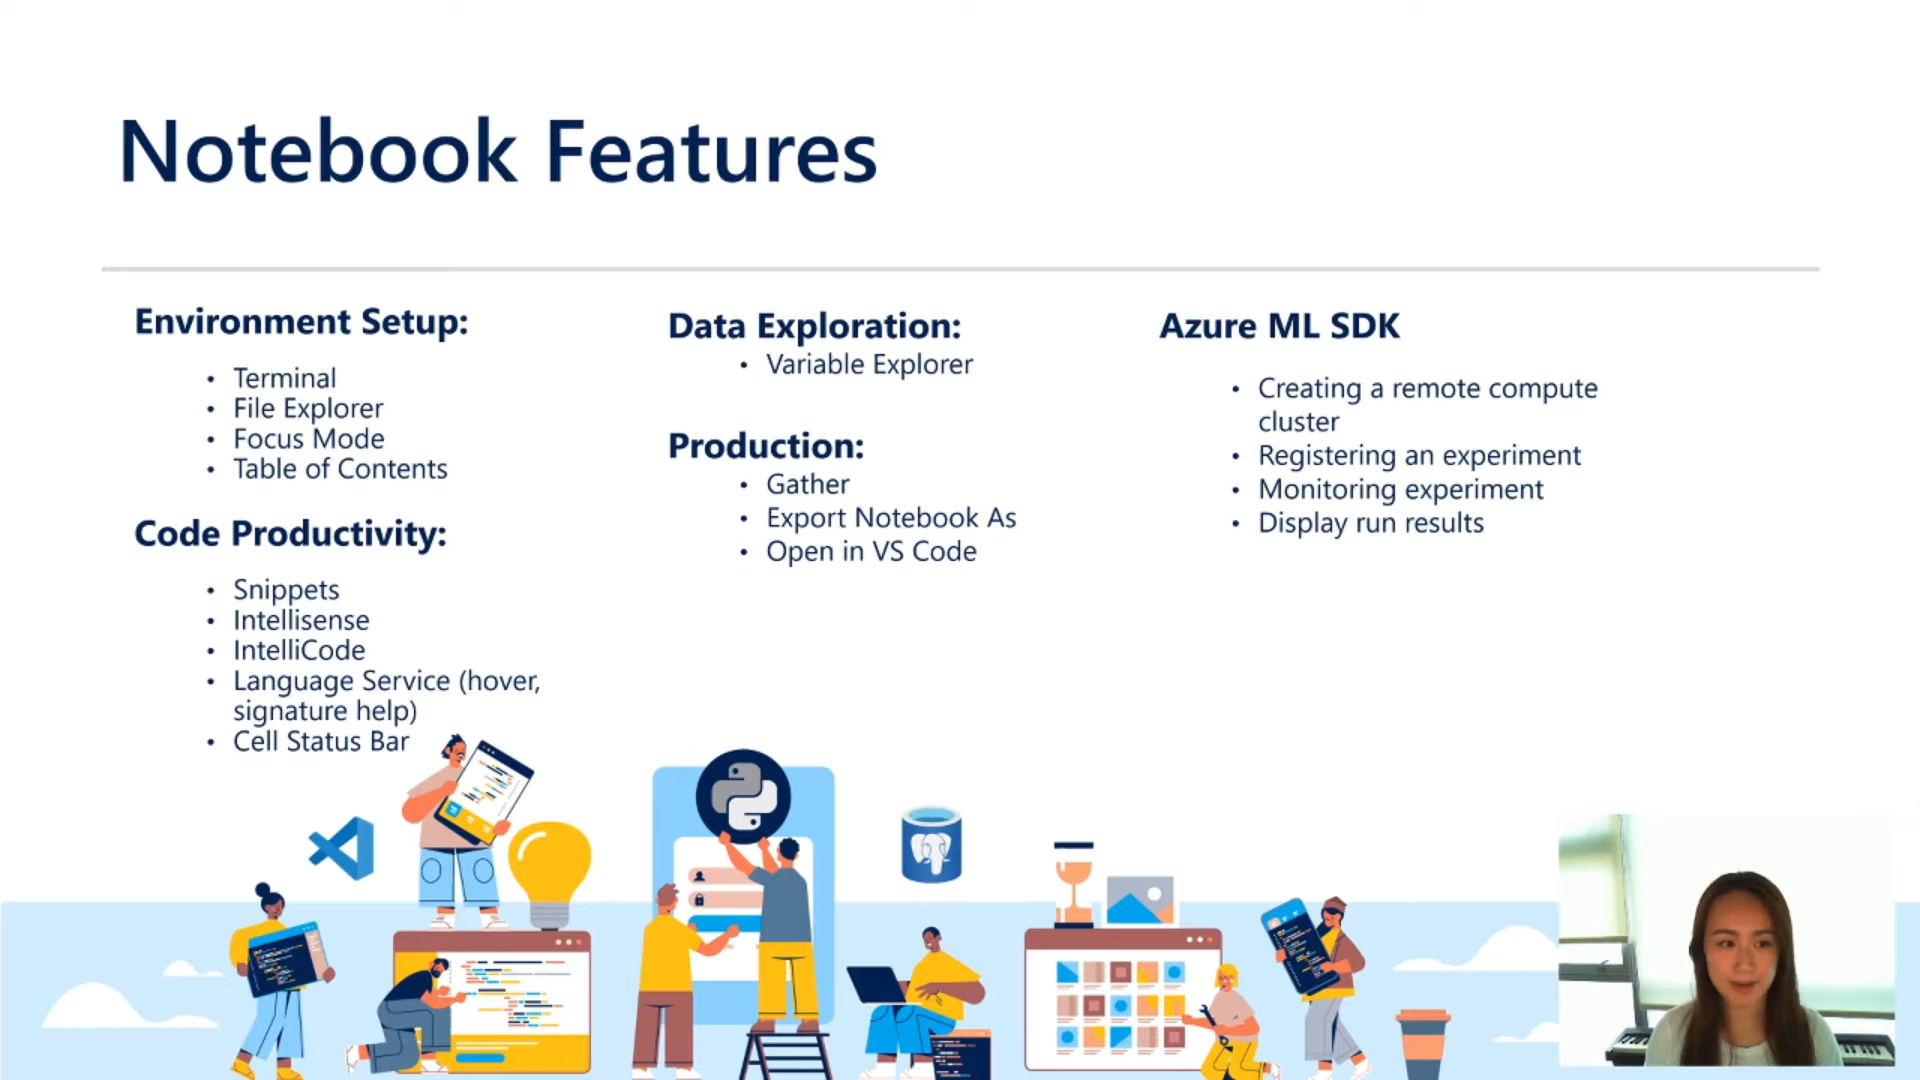 Notebook Features
Environment Setup:
• Terminal
• File Explorer
• Focus Mode
• Table of Contents
Code Productivity:
• Snippets
• Intellisense
• IntelliCode
• Language Service (hover,
signature help)
• Cell Status Bar
Data Exploration:
• Variable Explorer
Production:
• Gather
• Export Notebook As
• Open in VS Code
Azure ML SDK
• Creating a remote compute
cluster
• Registering an experiment
• Monitoring experiment
• Display run results